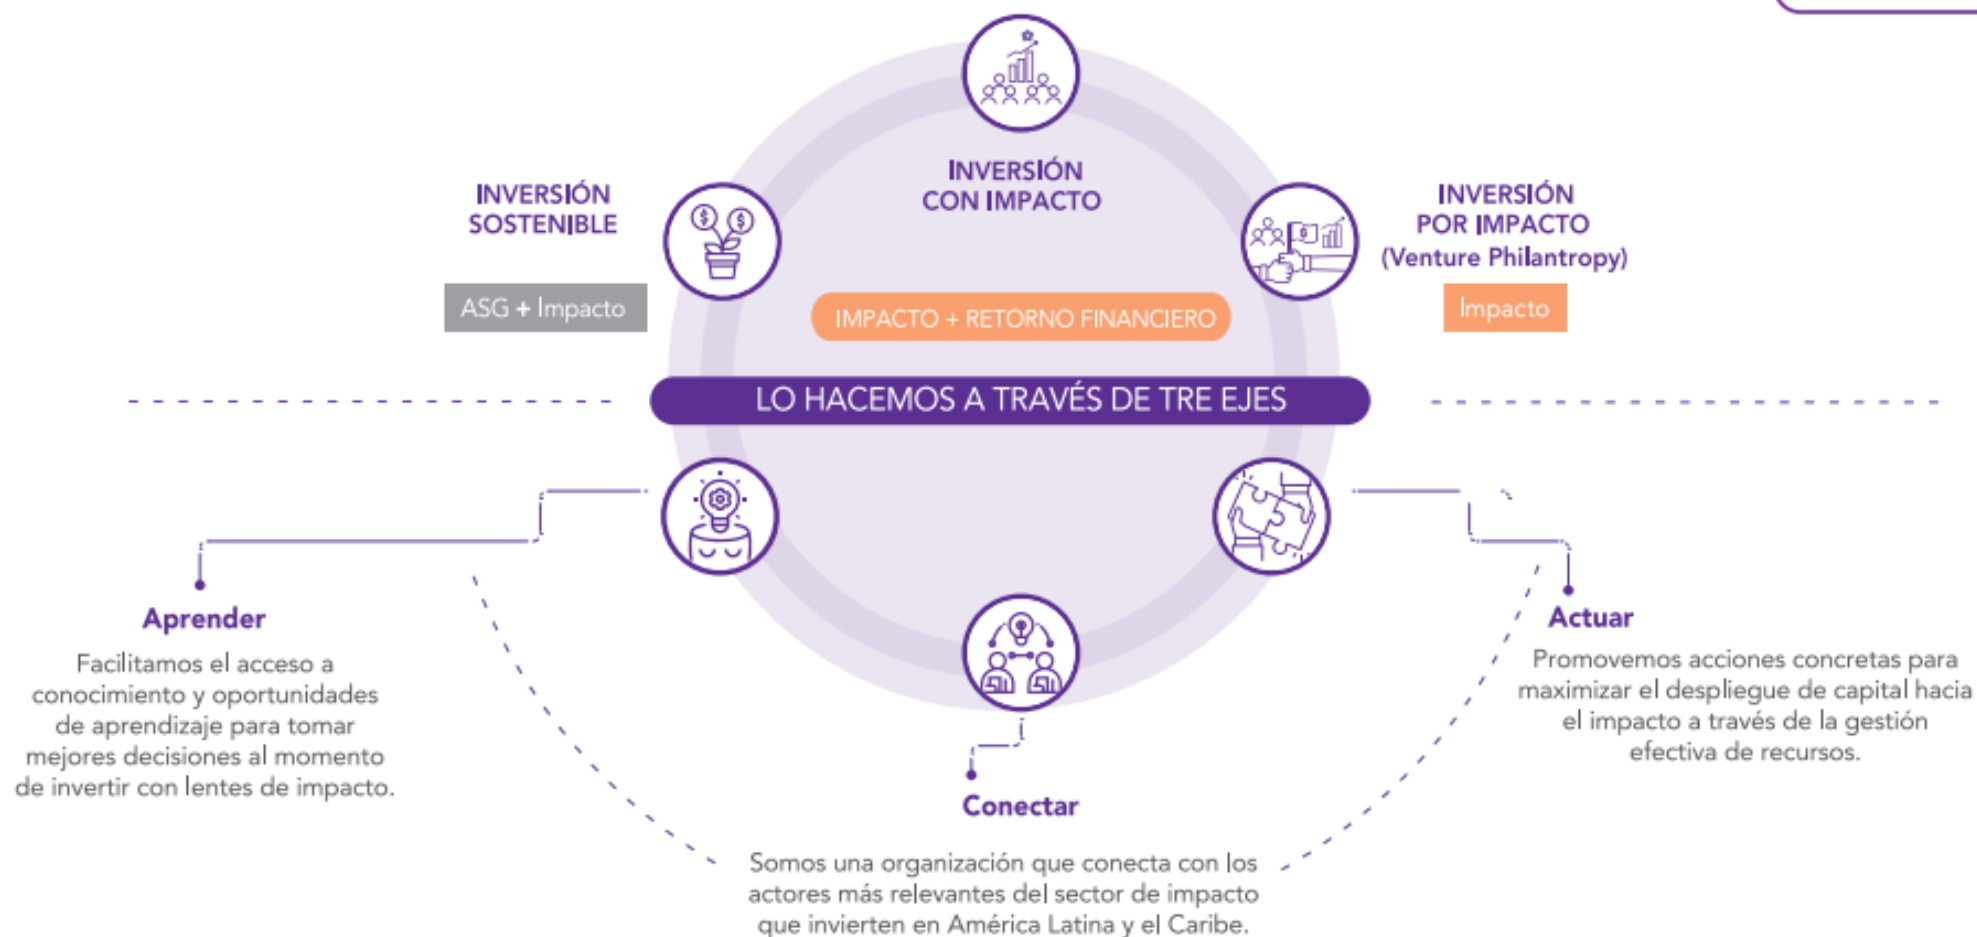 INVERSIÓN
SOSTENIBLE
ASG + Impacto
INVERSIÓN
CON IMPACTO
IMPACTO + RETORNO FINANCIERO
INVERSIÓN
POR IMPACTO
(Venture Philantropy)
Impacto
LO HACEMOS A TRAVÉS DE TRE EJES
Aprender
Facilitamos el acceso a
conocimiento y oportunidades
de aprendizaje para tomar
mejores decisiones al momento
de invertir con lentes de impacto.
Conectar
Somos una organización que conecta con los
actores más relevantes del sector de impacto
que invierten en América Latina y el Caribe.
Actuar
Promovemos acciones concretas para
maximizar el despliegue de capital hacia
el impacto a través de la gestión
efectiva de recursos.